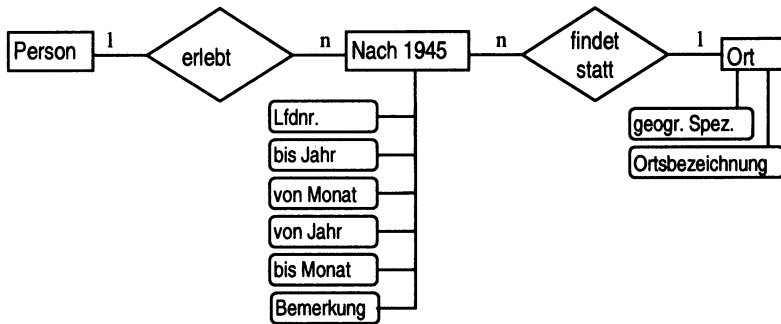 Person
1
erlebt
n
Nach 1945
n
findet
statt
1
Ort
Lfdnr.
bis Jahr
von Monat
von Jahr
bis Monat
Bemerkung
geogr. Spez.
Ortsbezeichnung